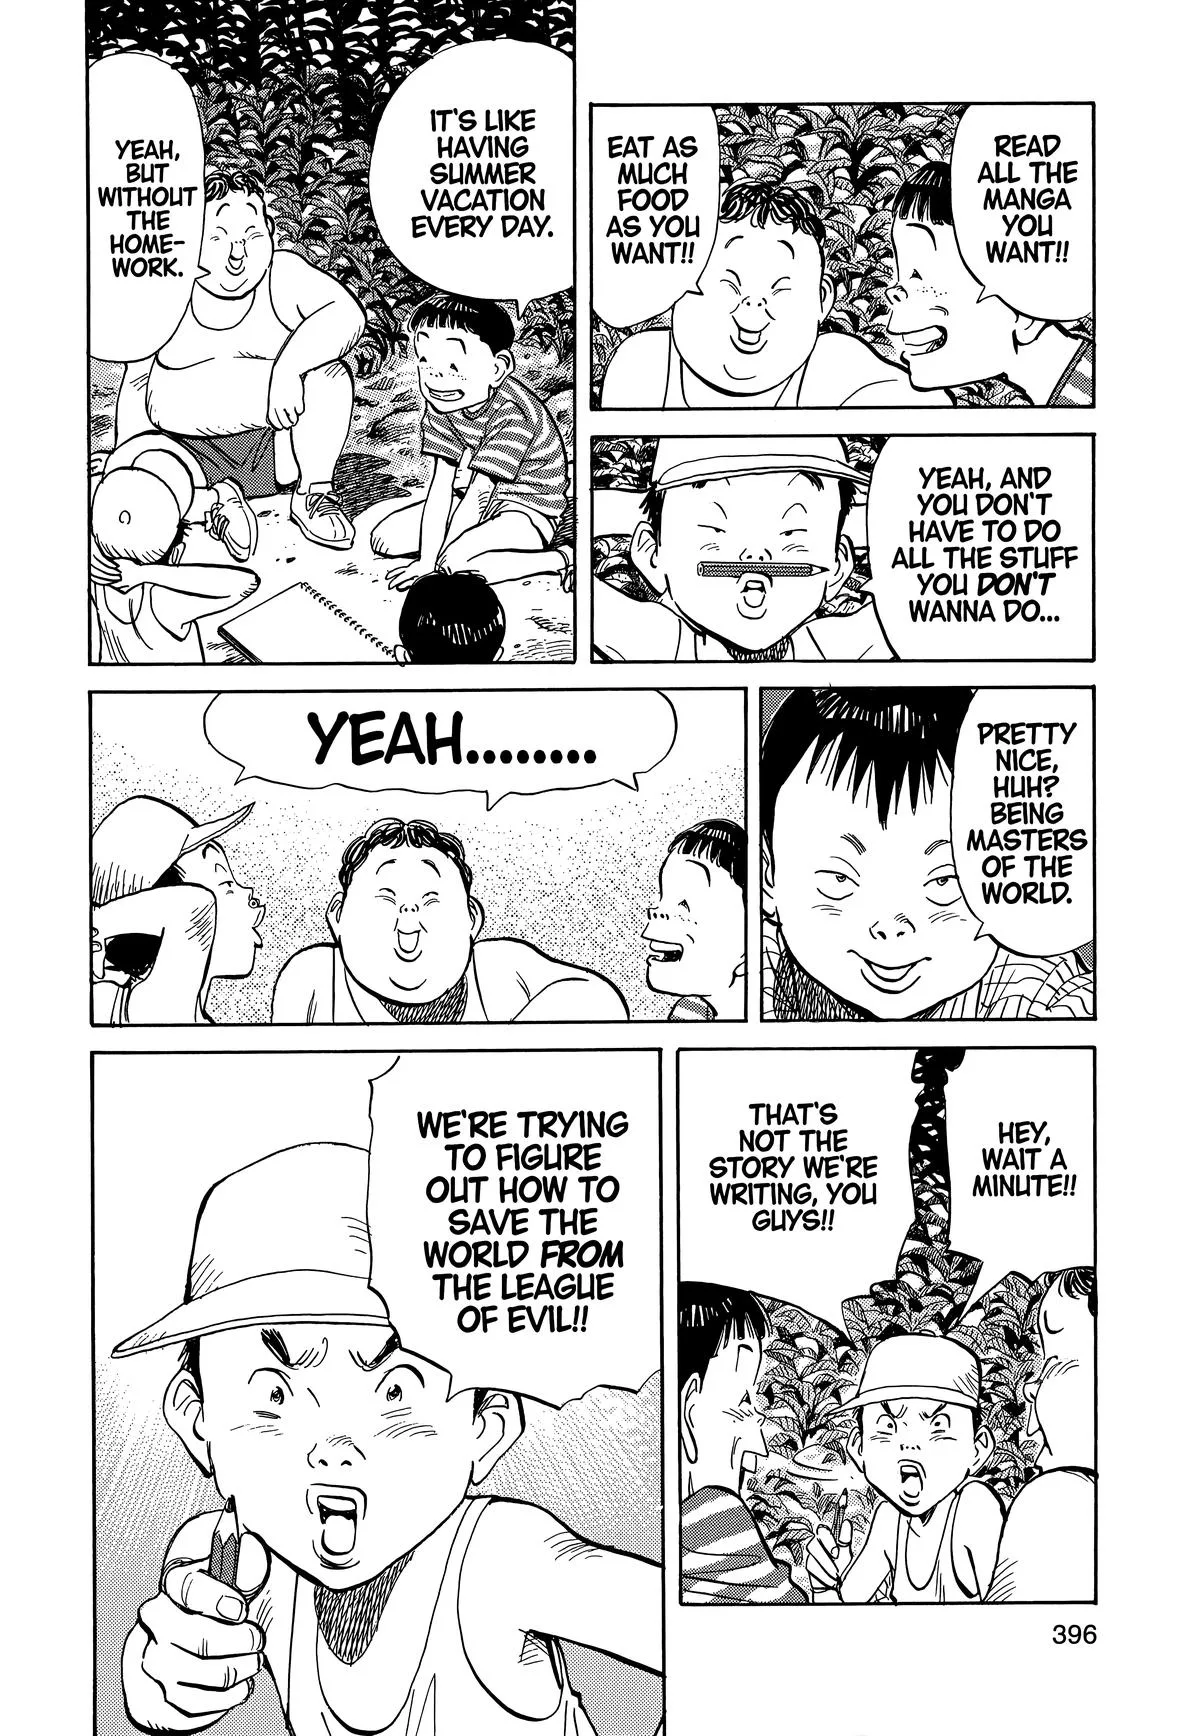 READ
ALL THE
MANGA
YOU
WANT!!
EAT AS
MUCH
FOOD
AS YOU
WANT!!
YEAH, AND
YOU DON'T
HAVE TO DO
ALL THE STUFF
YOU DON'T
WANNA DO...
IT'S LIKE
HAVING
SUMMER
VACATION
EVERY DAY.
YEAH,
BUT
WITHOUT
THE
HOME-
WORK.
PRETTY
NICE,
HUH?
BEING
MASTERS
OF THE
WORLD.
YEAH........
HEY,
WAIT A
MINUTE!!
THAT'S
NOT THE
STORY WE'RE
WRITING, YOU
GUYS!!
WE'RE TRYING
TO FIGURE
OUT HOW TO
SAVE THE
WORLD FROM
THE LEAGUE
OF EVIL!!
396